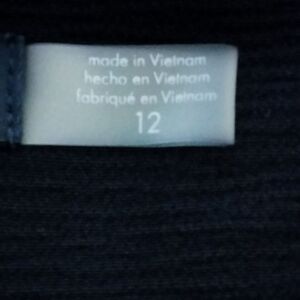 made in Vietnam
hecho en Vietnam
fabriqué en Vietnam
12